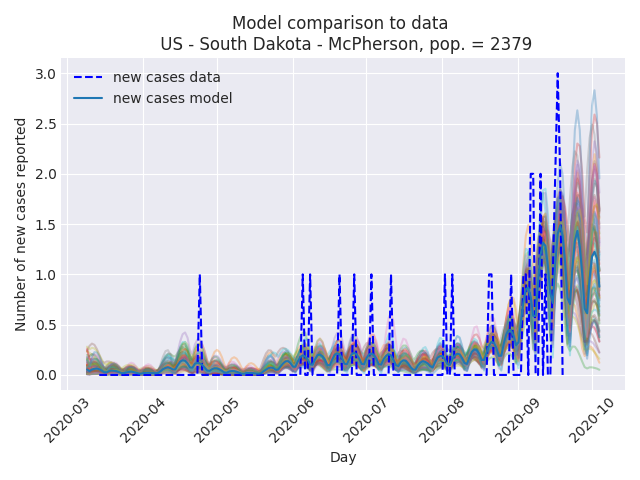 Model comparison to data
US - South Dakota - McPherson, pop. = 2379
new cases data
new cases model
Number of new cases reported
3.0
2.5
2.0
1.5
1.0
0.5
0.0
2020-03
2020-04
2020-05
2020-06
2020-07
2020-08
2020-09
2020-10
Day